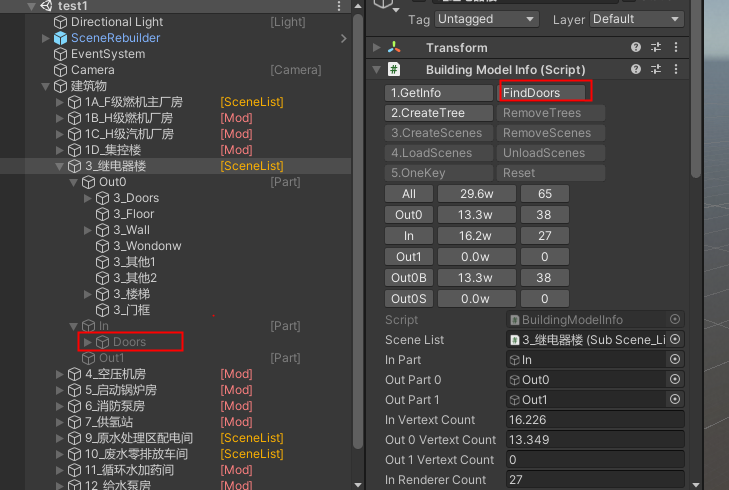 test1
Directional Light [Light]
SceneRebuilder
EventSystem
Camera [Camera]
建筑物
1A_F级燃机主厂房 [SceneList]
1B_H级燃机厂房 [Mod]
1C_H级汽机厂房 [Mod]
1D_集控楼 [Mod]
3_继电器楼 [SceneList]
Out0 [Part]
3_Doors
3_Floor
3_Wall
3_Wondonw
3_其他1
3_其他2
3_楼梯
3_门框
In [Part]
Doors
Out1 [Part]
4_空压机房 [Mod]
5_启动锅炉房 [Mod]
6_消防泵房 [Mod]
7_供氢站 [Mod]
9_原水处理区配电间 [SceneList]
10_废水零排放车间 [SceneList]
11_循环水加药间 [Mod]
12_给水泵房 [Mod]
Tag Untagged Layer Default
Transform
Building Model Info (Script)
1.GetInfo FindDoors
2.CreateTree RemoveTrees
3.CreateScenes RemoveScenes
4.LoadScenes UnloadScenes
5.OneKey Reset
All 29.6w 65
Out0 13.3w 38
In 16.2w 27
Out1 0.0w 0
Out0B 13.3w 38
Out0S 0.0w 0
Script BuildingModelInfo
Scene List 3_继电器楼 (Sub Scene_Li
In Part In
Out Part 0 Out0
Out Part 1 Out1
In Vertext Count 16.226
Out 0 Vertext Count 13.349
Out 1 Vertext Count 0
In Renderer Count 27